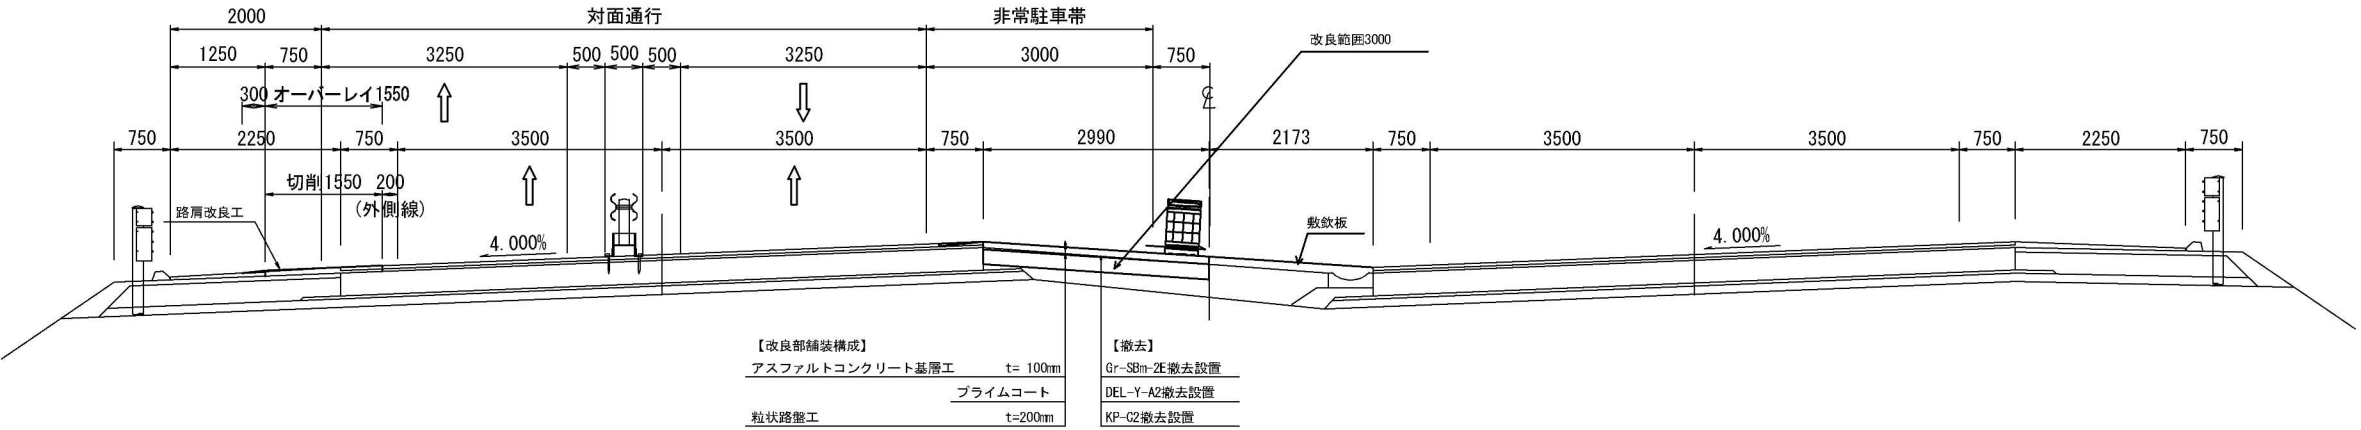 2000 対面通行 非常駐車帯
改良範囲3000
1250 750 3250 500 500 500 3250 3000 750
300 オーバーレイ1550
℄
750 2250 750 3500 3500 750 2990 2173 750 3500 3500 750 2250 750
切削1550 200
(外側線)
路肩改良工
敷鉄板
4.000%
4.000%
【改良部舗装構成】
アスファルトコンクリート基層工 t= 100mm
プライムコート
粒状路盤工 t=200mm
【撤去】
Gr-SBm-2E撤去設置
DEL-Y-A2撤去設置
KP-C2撤去設置